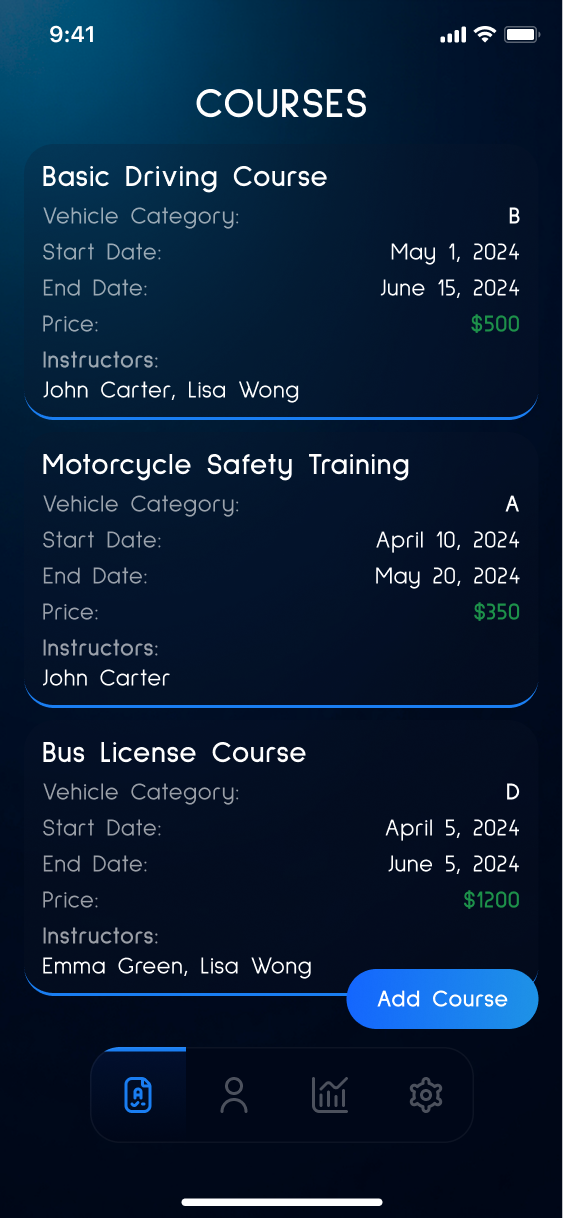 9:41
COURSES
Basic Driving Course
Vehicle Category: B
Start Date: May 1, 2024
End Date: June 15, 2024
Price: $500
Instructors:
John Carter, Lisa Wong
Motorcycle Safety Training
Vehicle Category: A
Start Date: April 10, 2024
End Date: May 20, 2024
Price: $350
Instructors:
John Carter
Bus License Course
Vehicle Category: D
Start Date: April 5, 2024
End Date: June 5, 2024
Price: $1200
Instructors:
Emma Green, Lisa Wong
Add Course
A